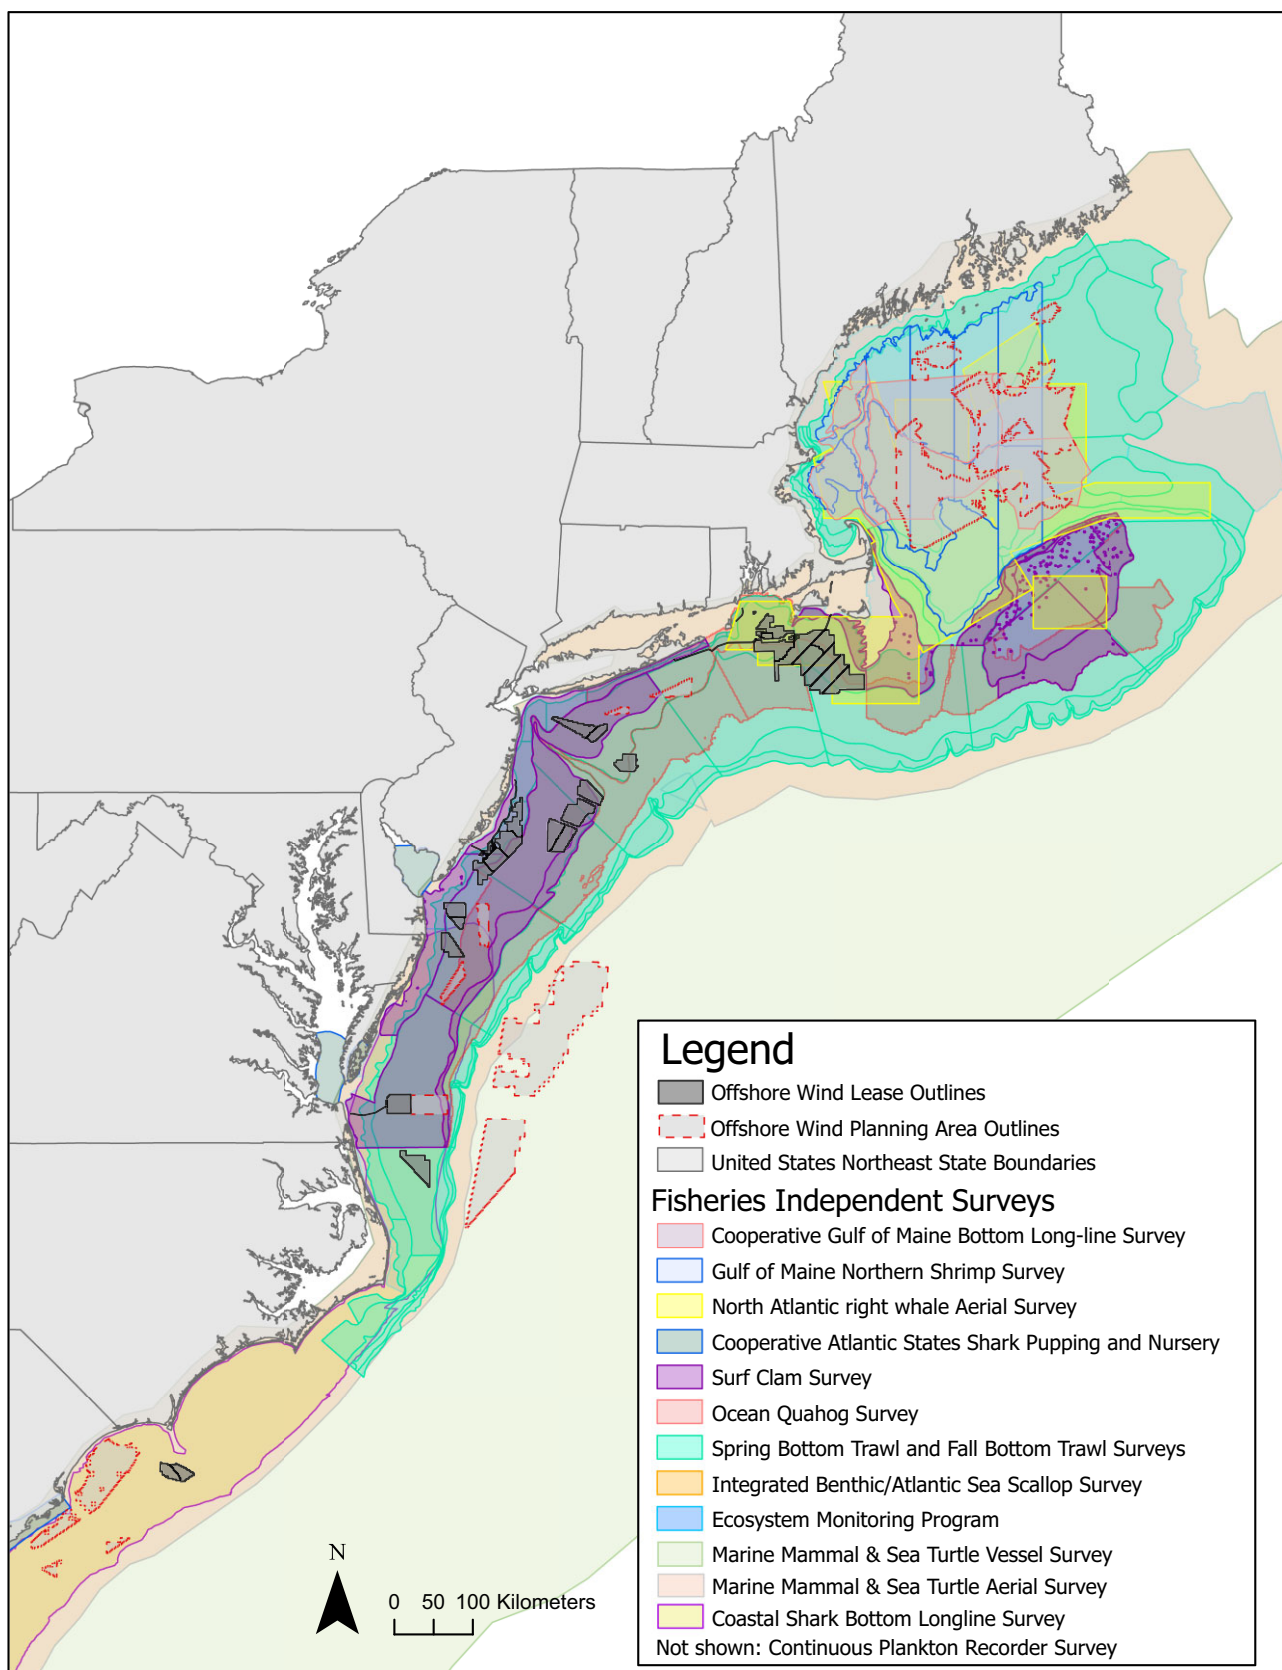 Legend
Offshore Wind Lease Outlines
Offshore Wind Planning Area Outlines
United States Northeast State Boundaries
Fisheries Independent Surveys
Cooperative Gulf of Maine Bottom Long-line Survey
Gulf of Maine Northern Shrimp Survey
North Atlantic right whale Aerial Survey
Cooperative Atlantic States Shark Pupping and Nursery
Surf Clam Survey
Ocean Quahog Survey
Spring Bottom Trawl and Fall Bottom Trawl Surveys
Integrated Benthic/Atlantic Sea Scallop Survey
Ecosystem Monitoring Program
Marine Mammal & Sea Turtle Vessel Survey
Marine Mammal & Sea Turtle Aerial Survey
Coastal Shark Bottom Longline Survey
Not shown: Continuous Plankton Recorder Survey
N
0 50 100 Kilometers